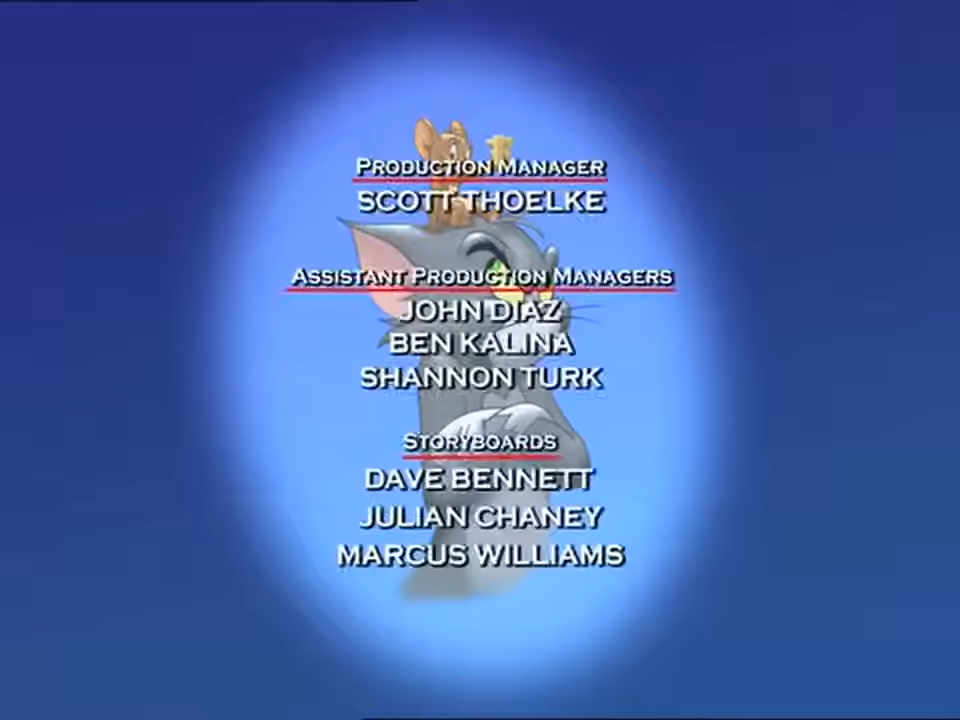 PRODUCTION MANAGER
SCOTT THOELKE
ASSISTANT PRODUCTION MANAGERS
JOHN DIAZ
BEN KALINA
SHANNON TURK
STORYBOARDS
DAVE BENNETT
JULIAN CHANEY
MARCUS WILLIAMS